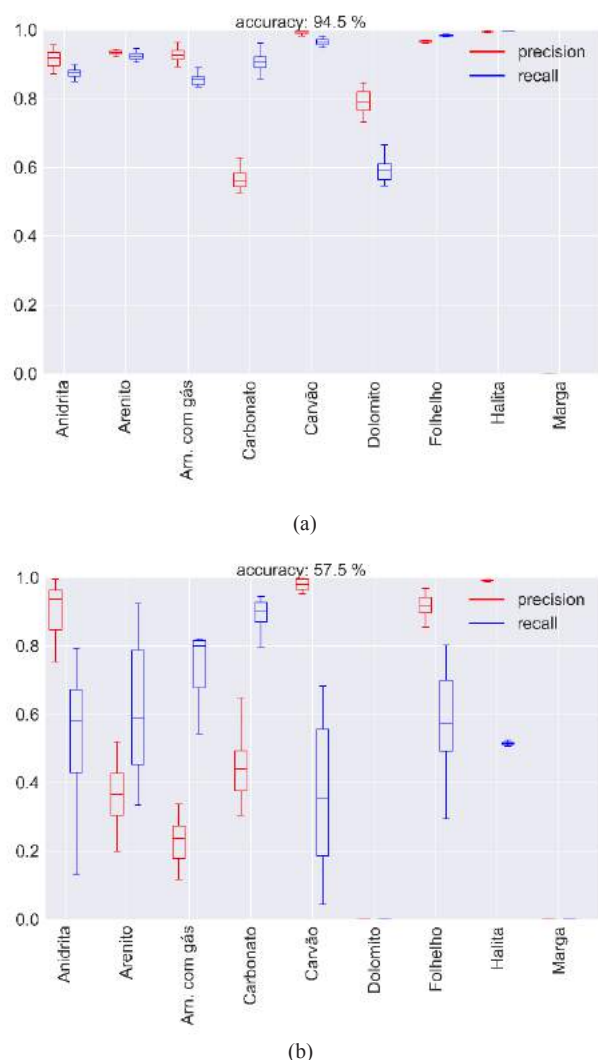 accuracy: 94.5 %
1.0
precision
recall
0.8
0.6
0.4
0.2
0.0
Anidrita
Arenito
Arn. com gás
Carbonato
Carvão
Dolomito
Folhelho
Halita
Marga
(a)
accuracy: 57.5 %
1.0
precision
recall
0.8
0.6
0.4
0.2
0.0
Anidrita
Arenito
Arn. com gás
Carbonato
Carvão
Dolomito
Folhelho
Halita
Marga
(b)